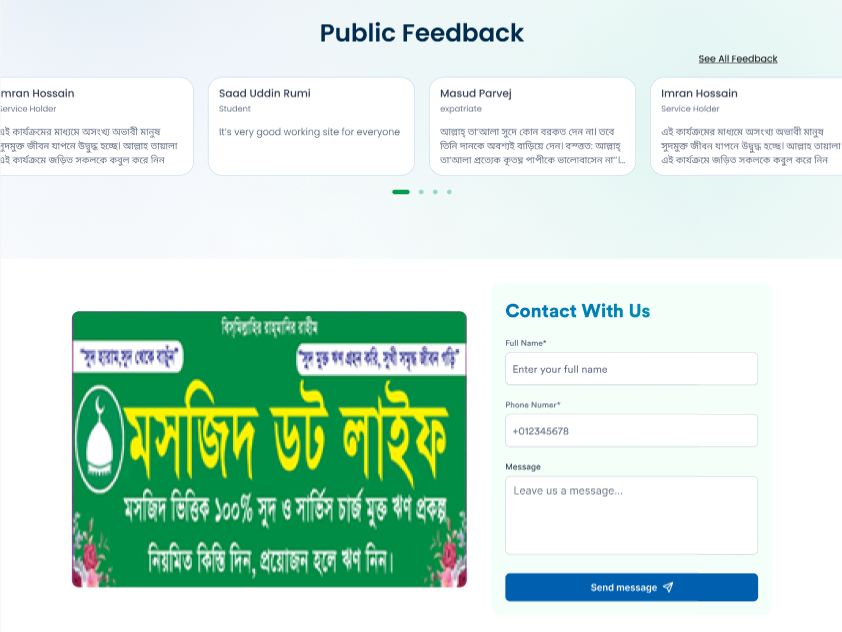 Public Feedback
See All Feedback
mran Hossain
Service Holder
এই কার্যক্রমের মাধ্যমে অসংখ্য অভাবী মানুষ
সুদমুক্ত জীবন যাপনে উদ্বুদ্ধ হচ্ছে। আল্লাহ তায়ালা
এই কার্যক্রমে জড়িত সকলকে কবুল করে নিন
Saad Uddin Rumi
Student
It's very good working site for everyone
Masud Parvej
expatriate
আল্লাহ্ তা'আলা সুদে কোন বরকত দেন না। তবে
তিনি দানকে অবশ্যই বাড়িয়ে দেন। বস্তুত: আল্লাহ্
তা'আলা প্রত্যেক কৃতঘ্ন পাপীকে ভালোবাসেন না"।...
Imran Hossain
Service Holder
এই কার্যক্রমের মাধ্যমে অসংখ্য অভাবী মানুষ
সুদমুক্ত জীবন যাপনে উদ্বুদ্ধ হচ্ছে। আল্লাহ তায়ালা
এই কার্যক্রমে জড়িত সকলকে কবুল করে নিন
বিস্‌মিল্লাহির রাহ্‌মানির রাহীম
"সুদ হারাম,সুদ থেকে বাচুঁন"
"সুদ মুক্ত ঋণ গ্রহন করি, সুখী সমৃদ্ধ জীবন গড়ি"
মসজিদ ডট লাইফ
মসজিদ ভিত্তিক ১০০% সুদ ও সার্ভিস চার্জ মুক্ত ঋণ প্রকল্প
নিয়মিত কিস্তি দিন, প্রয়োজন হলে ঋণ নিন।
Contact With Us
Full Name*
Enter your full name
Phone Numer*
+012345678
Message
Leave us a message...
Send message